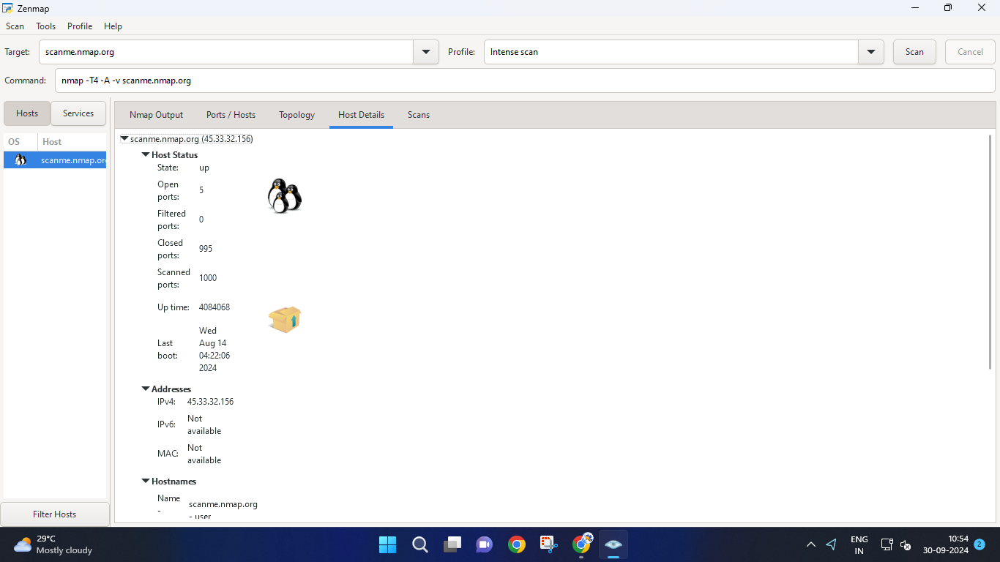 Zenmap
Scan Tools Profile Help
Target: scanme.nmap.org Profile: Intense scan Scan Cancel
Command: nmap -T4 -A -v scanme.nmap.org
Hosts Services
OS Host
scanme.nmap.org
Filter Hosts
Nmap Output Ports / Hosts Topology Host Details Scans
scanme.nmap.org (45.33.32.156)
Host Status
State: up
Open
ports: 5
Filtered
ports: 0
Closed
ports: 995
Scanned
ports: 1000
Up time: 4084068
Last
boot: Wed
Aug 14
04:22:06
2024
Addresses
IPv4: 45.33.32.156
IPv6: Not
available
MAC: Not
available
Hostnames
Name
- scanme.nmap.org
- user
29°C
Mostly cloudy
ENG
IN
10:54
30-09-2024
2